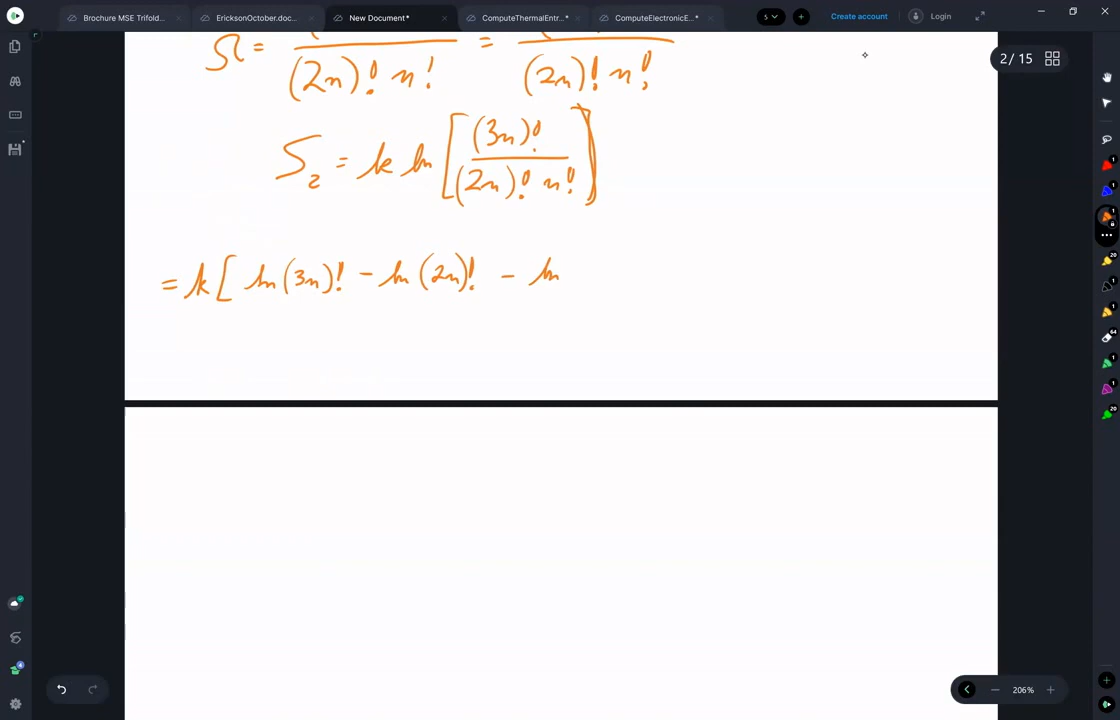 Brochure MSE Trifold... EricksonOctober.doc... New Document* ComputeThermalEntr...* ComputeElectronicE...* 5 Create account Login
2 / 15
Ω = (2n)! n! = (2n)! n!
S₂ = k ln [ (3n)! / (2n)! n! ]
= k [ ln (3n)! - ln (2n)! - ln
206%